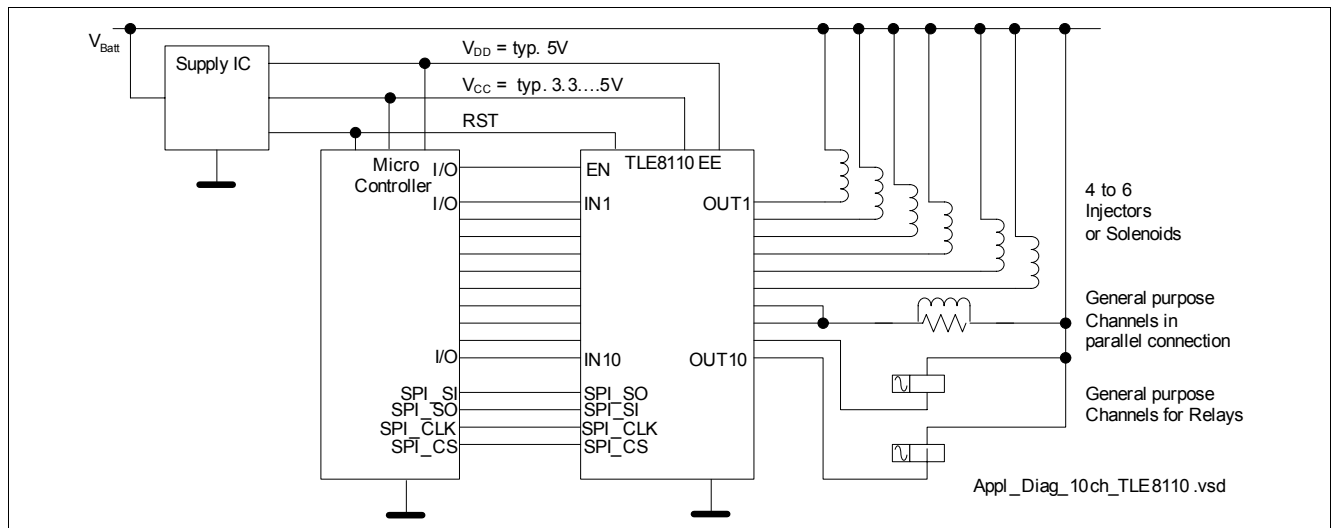 V_Batt
Supply IC
V_DD = typ. 5V
V_CC = typ. 3.3....5V
RST
Micro
Controller
I/O
I/O
I/O
SPI_SI
SPI_SO
SPI_CLK
SPI_CS
TLE8110 EE
EN
IN1
IN10
SPI_SO
SPI_SI
SPI_CLK
SPI_CS
OUT1
OUT10
4 to 6
Injectors
or Solenoids
General purpose
Channels in
parallel connection
General purpose
Channels for Relays
Appl_Diag_10ch_TLE8110.vsd